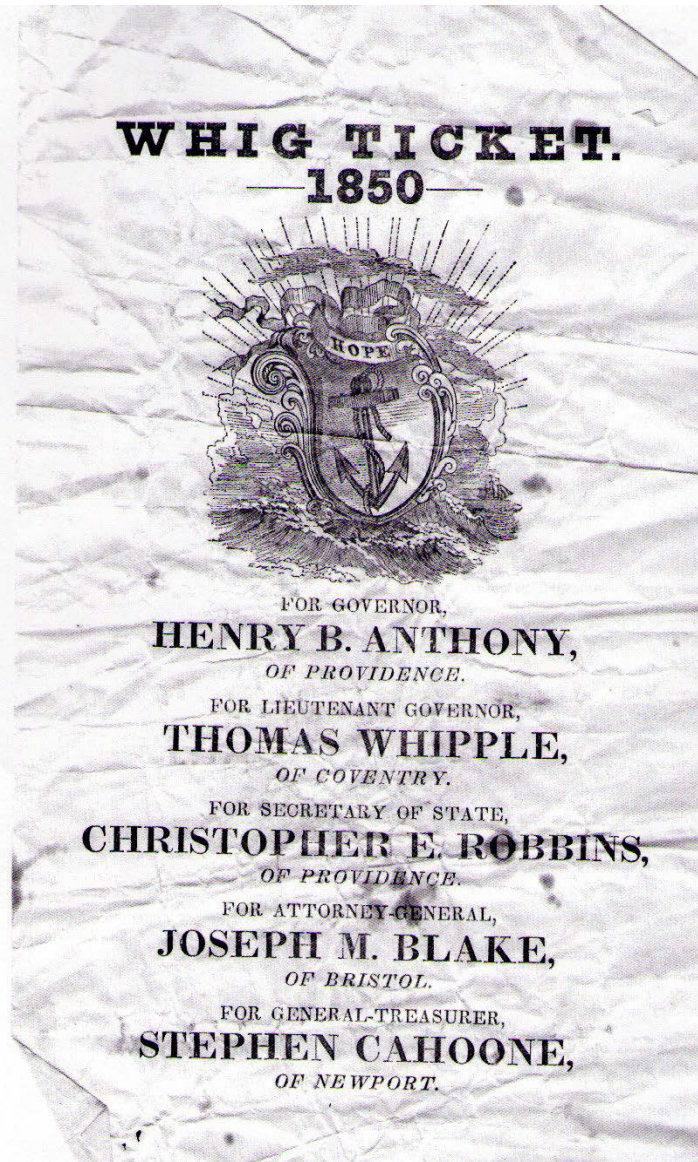 WHIG TICKET.
—1850—
HOPE
FOR GOVERNOR,
HENRY B. ANTHONY,
OF PROVIDENCE.
FOR LIEUTENANT GOVERNOR,
THOMAS WHIPPLE,
OF COVENTRY.
FOR SECRETARY OF STATE,
CHRISTOPHER E. ROBBINS,
OF PROVIDENCE.
FOR ATTORNEY-GENERAL,
JOSEPH M. BLAKE,
OF BRISTOL.
FOR GENERAL-TREASURER,
STEPHEN CAHOONE,
OF NEWPORT.